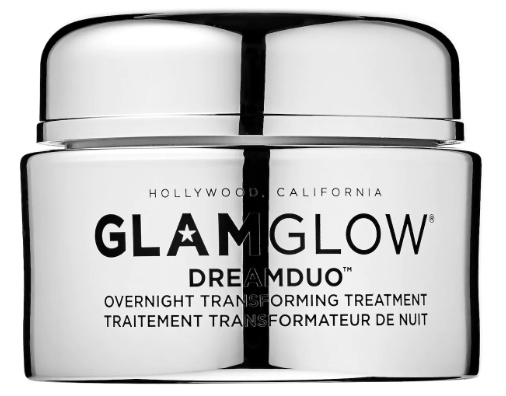 HOLLYWOOD, CALIFORNIA
GLAMGLOW®
DREAMDUO™
OVERNIGHT TRANSFORMING TREATMENT
TRAITEMENT TRANSFORMATEUR DE NUIT